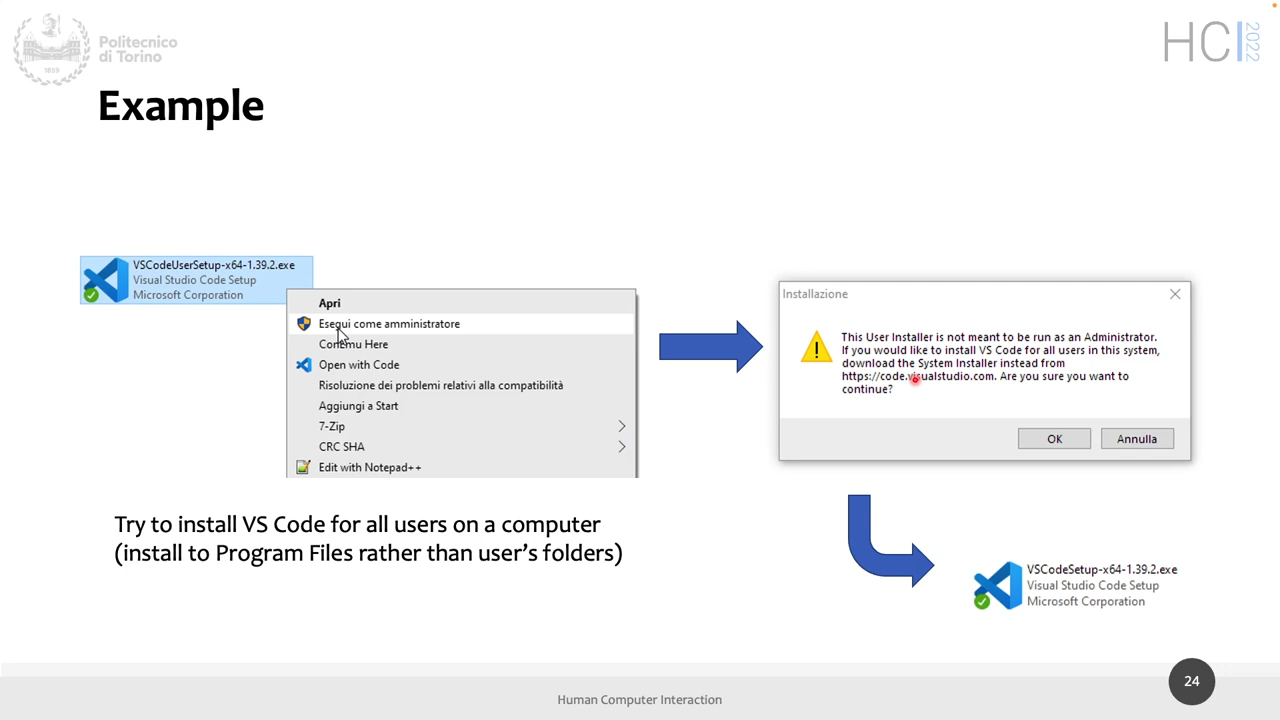 Politecnico
di Torino
1859
HCI
2022
Example
VSCodeUserSetup-x64-1.39.2.exe
Visual Studio Code Setup
Microsoft Corporation
Apri
Esegui come amministratore
Contemu Here
Open with Code
Risoluzione dei problemi relativi alla compatibilità
Aggiungi a Start
7-Zip
CRC SHA
Edit with Notepad++
Installazione
This User Installer is not meant to be run as an Administrator.
If you would like to install VS Code for all users in this system,
download the System Installer instead from
https://code.visualstudio.com. Are you sure you want to
continue?
OK
Annulla
Try to install VS Code for all users on a computer
(install to Program Files rather than user's folders)
VSCodeSetup-x64-1.39.2.exe
Visual Studio Code Setup
Microsoft Corporation
Human Computer Interaction
24